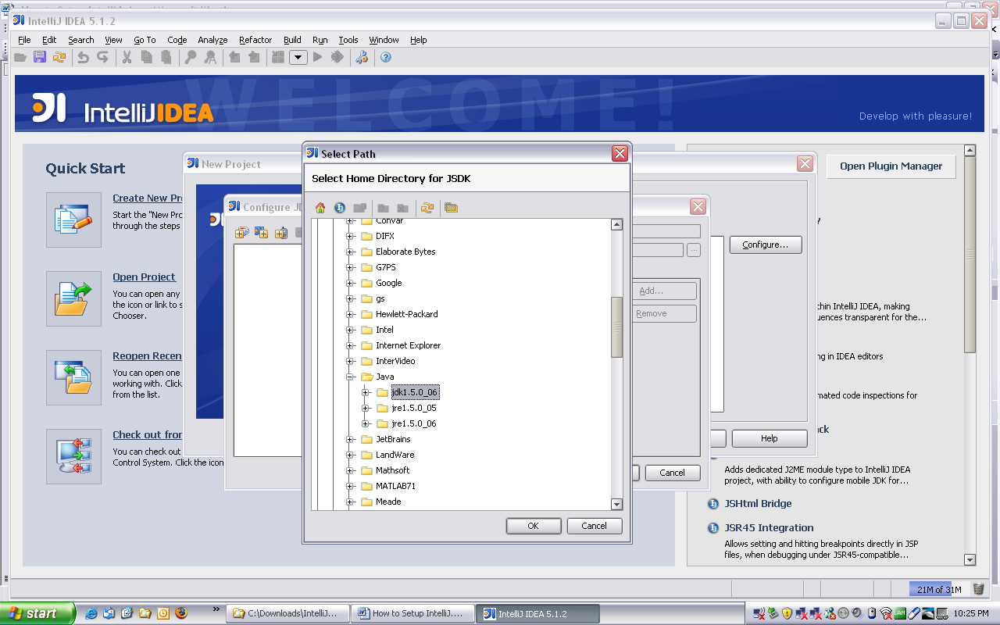 IntelliJ IDEA 5.1.2
File Edit Search View Go To Code Analyze Refactor Build Run Tools Window Help
WELCOME!
IntelliJ IDEA
Develop with pleasure!
Quick Start
Create New Pr
Start the "New Pro
through the steps
Open Project
You can open any
the icon or link to s
Chooser.
Reopen Recen
You can open one
working with. Click
from the list.
Check out from
You can check out
Control System. Click the icon
New Project
Configure JD
Select Path
Select Home Directory for JSDK
Convar
DIFX
Elaborate Bytes
G7PS
Google
gs
Hewlett-Packard
Intel
Internet Explorer
InterVideo
Java
jdk1.5.0_06
jre1.5.0_05
jre1.5.0_06
JetBrains
LandWare
Mathsoft
MATLAB71
Meade
OK
Cancel
...
Add...
Remove
Cancel
Configure...
Help
Open Plugin Manager
y
thin IntelliJ IDEA, making
uences transparent for the...
ng in IDEA editors
mated code inspections for
ck
Adds dedicated J2ME module type to IntelliJ IDEA
project, with ability to configure mobile JDK for...
JSHtml Bridge
JSR45 Integration
Allows setting and hitting breakpoints directly in JSP
files, when debugging under JSR45-compatible...
21M of 31M
start
C:\Downloads\IntelliJ...
How to Setup IntelliJ....
IntelliJ IDEA 5.1.2
10:25 PM